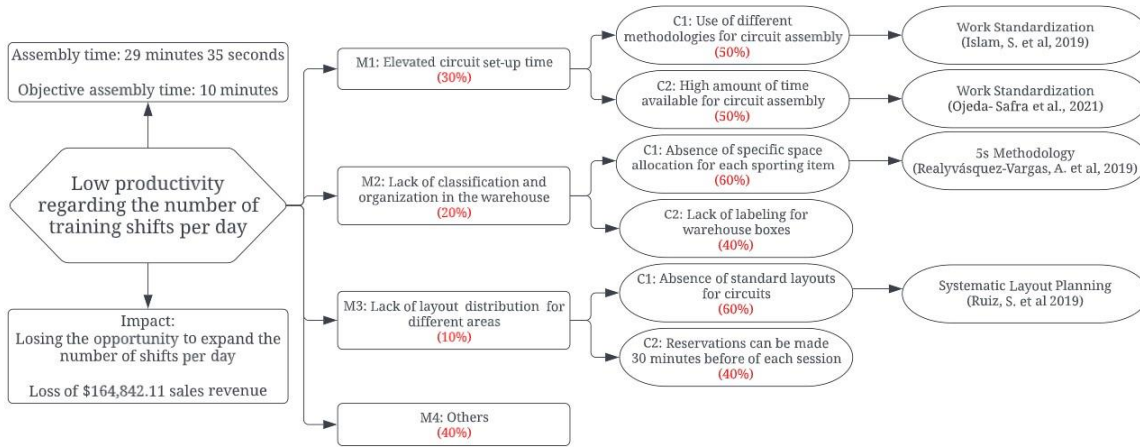 Assembly time: 29 minutes 35 seconds
Objective assembly time: 10 minutes
Low productivity
regarding the number of
training shifts per day
Impact:
Losing the opportunity to expand the
number of shifts per day
Loss of $164,842.11 sales revenue
M1: Elevated circuit set-up time
(30%)
M2: Lack of classification and
organization in the warehouse
(20%)
M3: Lack of layout distribution for
different areas
(10%)
M4: Others
(40%)
C1: Use of different
methodologies for circuit assembly
(50%)
C2: High amount of time
available for circuit assembly
(50%)
C1: Absence of specific space
allocation for each sporting item
(60%)
C2: Lack of labeling for
warehouse boxes
(40%)
C1: Absence of standard layouts
for circuits
(60%)
C2: Reservations can be made
30 minutes before of each session
(40%)
Work Standardization
(Islam, S. et al, 2019)
Work Standardization
(Ojeda- Safra et al., 2021)
5s Methodology
(Realyvásquez-Vargas, A. et al, 2019)
Systematic Layout Planning
(Ruiz, S. et al 2019)